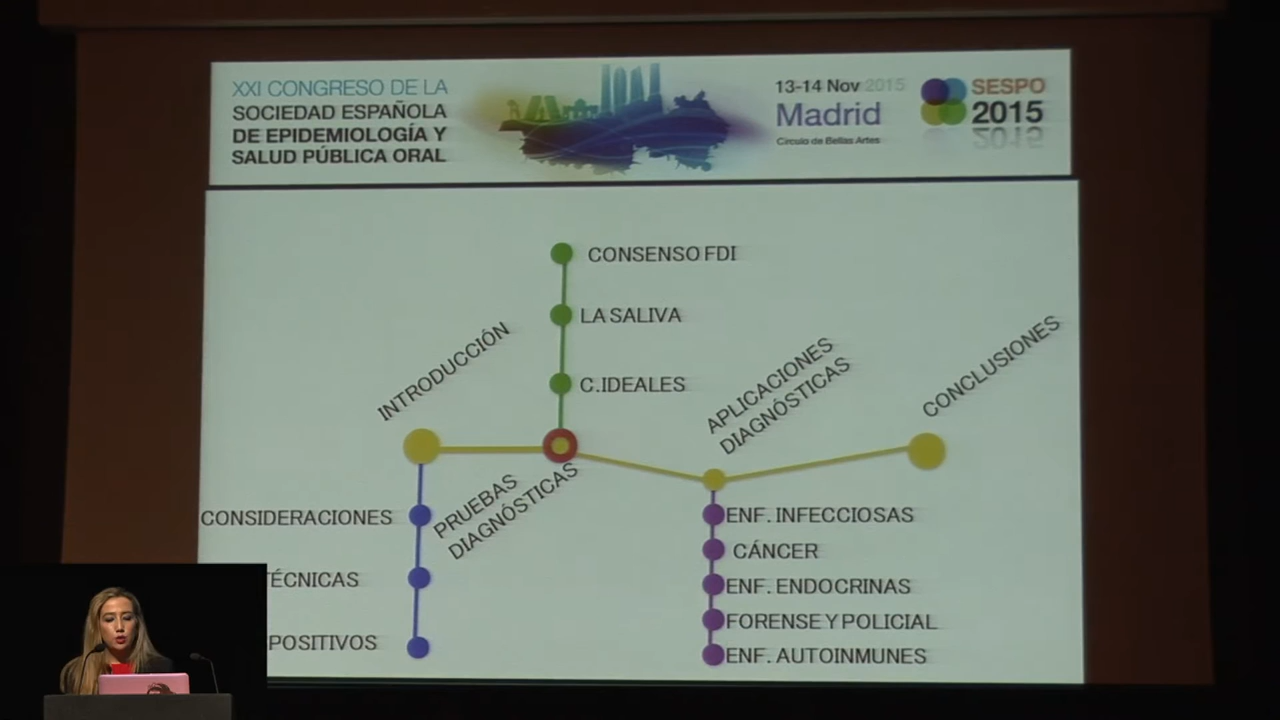 XXI CONGRESO DE LA
SOCIEDAD ESPAÑOLA
DE EPIDEMIOLOGÍA Y
SALUD PÚBLICA ORAL
13-14 Nov 2015
Madrid
Círculo de Bellas Artes
SESPO
2015
CONSENSO FDI
LA SALIVA
C.IDEALES
INTRODUCCIÓN
PRUEBAS
DIAGNÓSTICAS
APLICACIONES
DIAGNÓSTICAS
CONCLUSIONES
CONSIDERACIONES
TÉCNICAS
POSITIVOS
ENF. INFECCIOSAS
CÁNCER
ENF. ENDOCRINAS
FORENSE Y POLICIAL
ENF. AUTOINMUNES